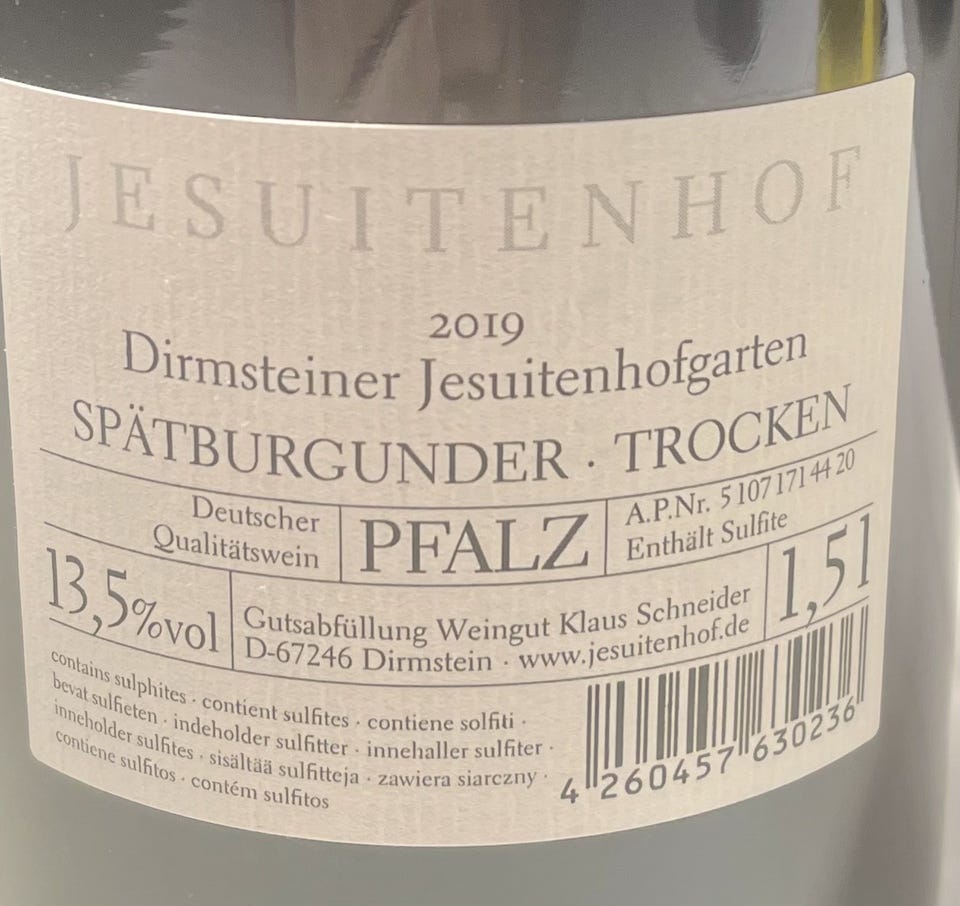 JESUITENHOF
2019
Dirmsteiner Jesuitenhofgarten
SPÄTBURGUNDER · TROCKEN
Deutscher
Qualitätswein
PFALZ
A.P.Nr. 5 107 171 44 20
Enthält Sulfite
13,5%vol
Gutsabfüllung Weingut Klaus Schneider
D-67246 Dirmstein · www.jesuitenhof.de
1,5l
contains sulphites · contient sulfites · contiene solfiti ·
bevat sulfieten · indeholder sulfitter · innehaller sulfiter ·
inneholder sulfites · sisältää sulfitteja · zawiera siarczny ·
contiene sulfitos · contém sulfitos
4 260457 630236